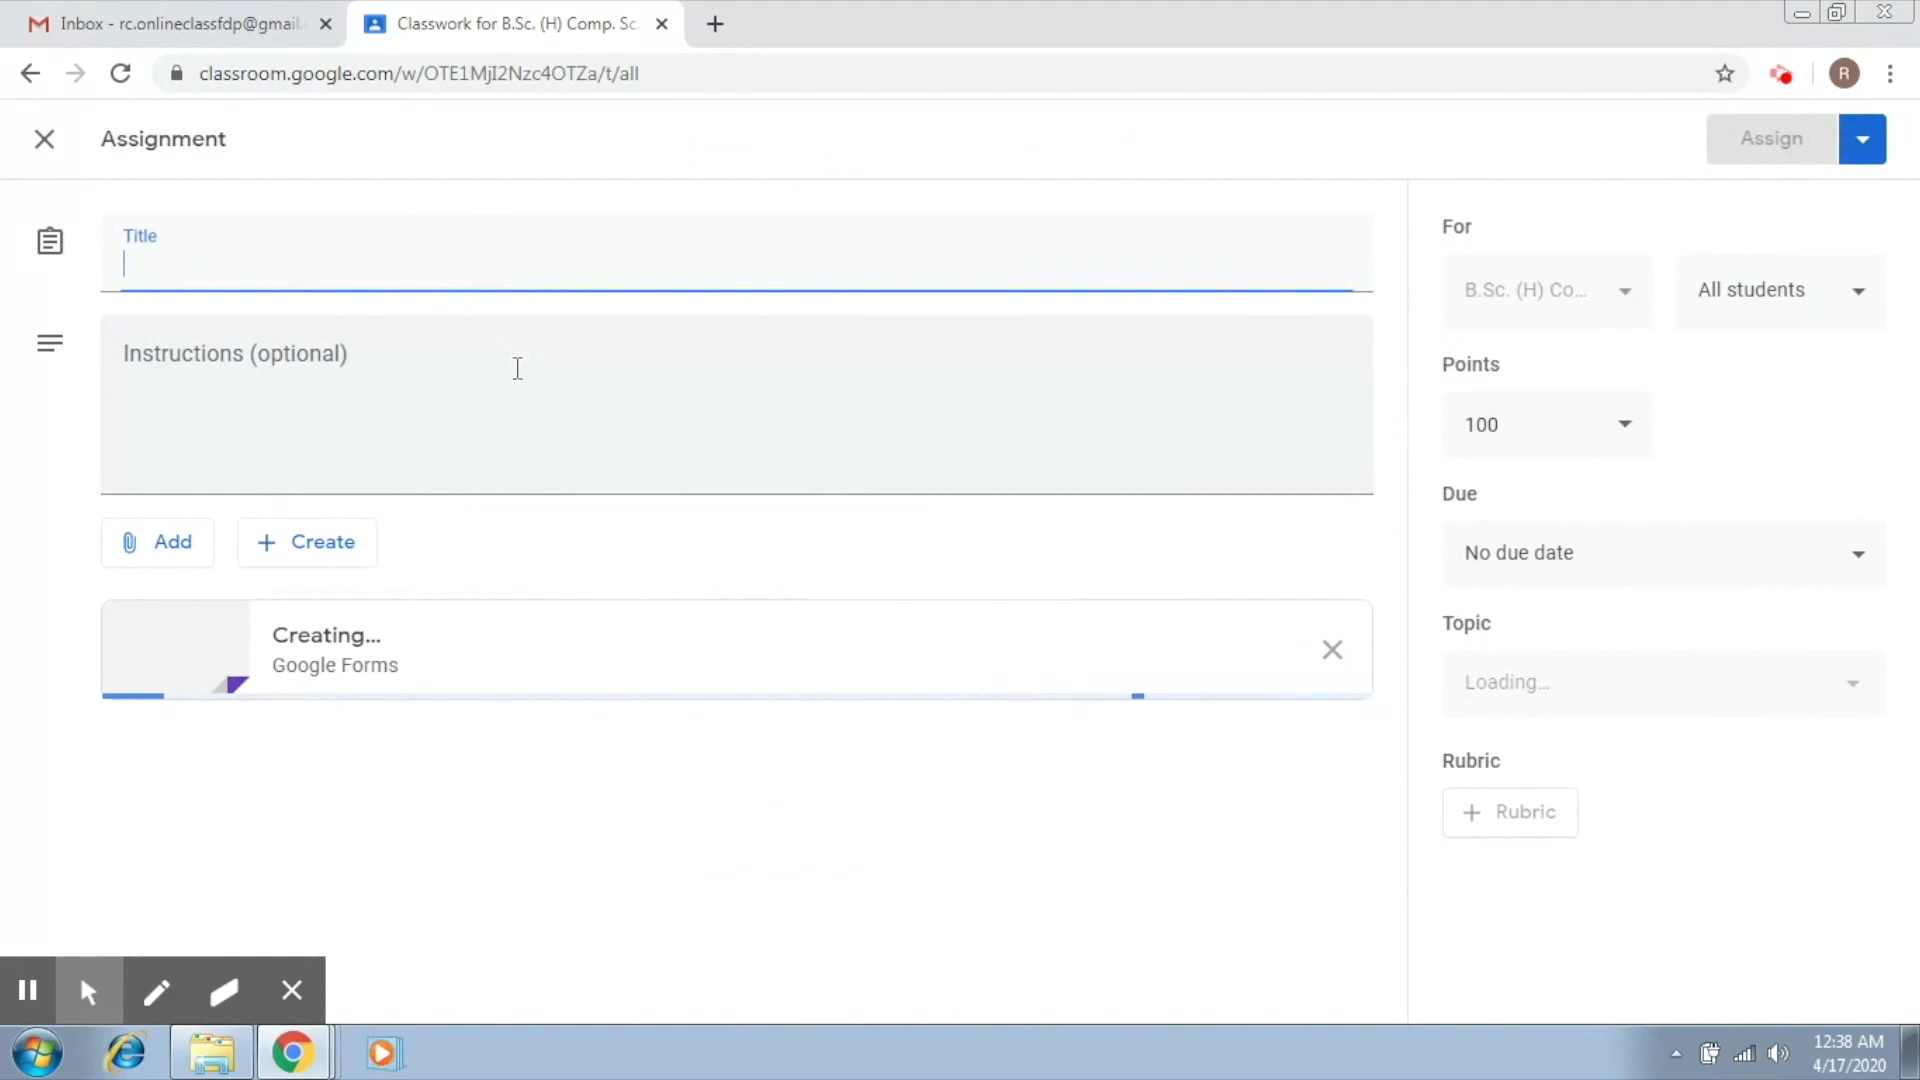 Inbox - rc.onlineclassfdp@gmail.
Classwork for B.Sc. (H) Comp. Sc.
classroom.google.com/w/OTE1MjI2Nzc4OTZa/t/all
R
Assignment
Assign
Title
Instructions (optional)
Add
Create
Creating...
Google Forms
For
B.Sc. (H) Co...
All students
Points
100
Due
No due date
Topic
Loading...
Rubric
Rubric
12:38 AM
4/17/2020